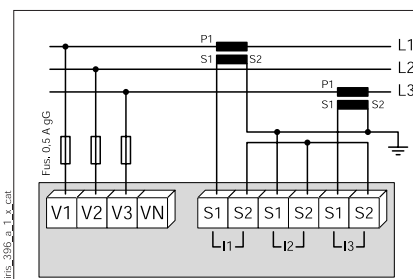 P1
L1
S1 S2
L2
P1
L3
S1 S2
Fus. 0,5 A gG
V1 V2 V3 VN S1 S2 S1 S2 S1 S2
I1 I2 I3
iris_396_a_1_x_cat